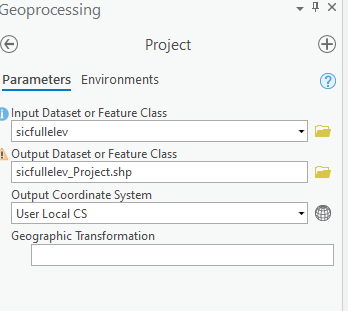 Geoprocessing
Project
Parameters Environments
Input Dataset or Feature Class
sicfullelev
Output Dataset or Feature Class
sicfullelev_Project.shp
Output Coordinate System
User Local CS
Geographic Transformation